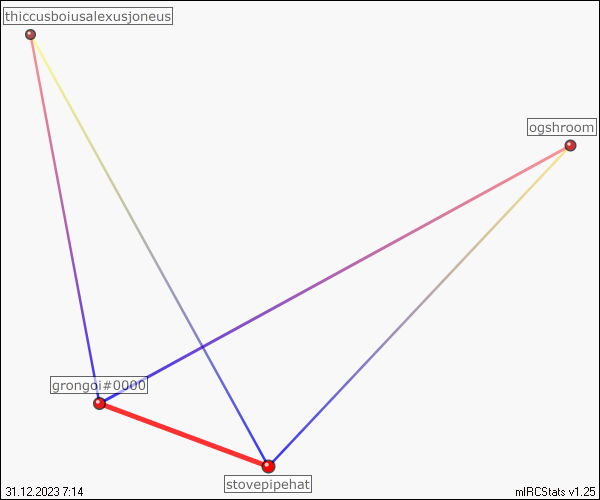 thiccusboiusalexusjoneus
ogshroom
grongoi#0000
stovepipehat
31.12.2023 7:14
mIRCStats v1.25